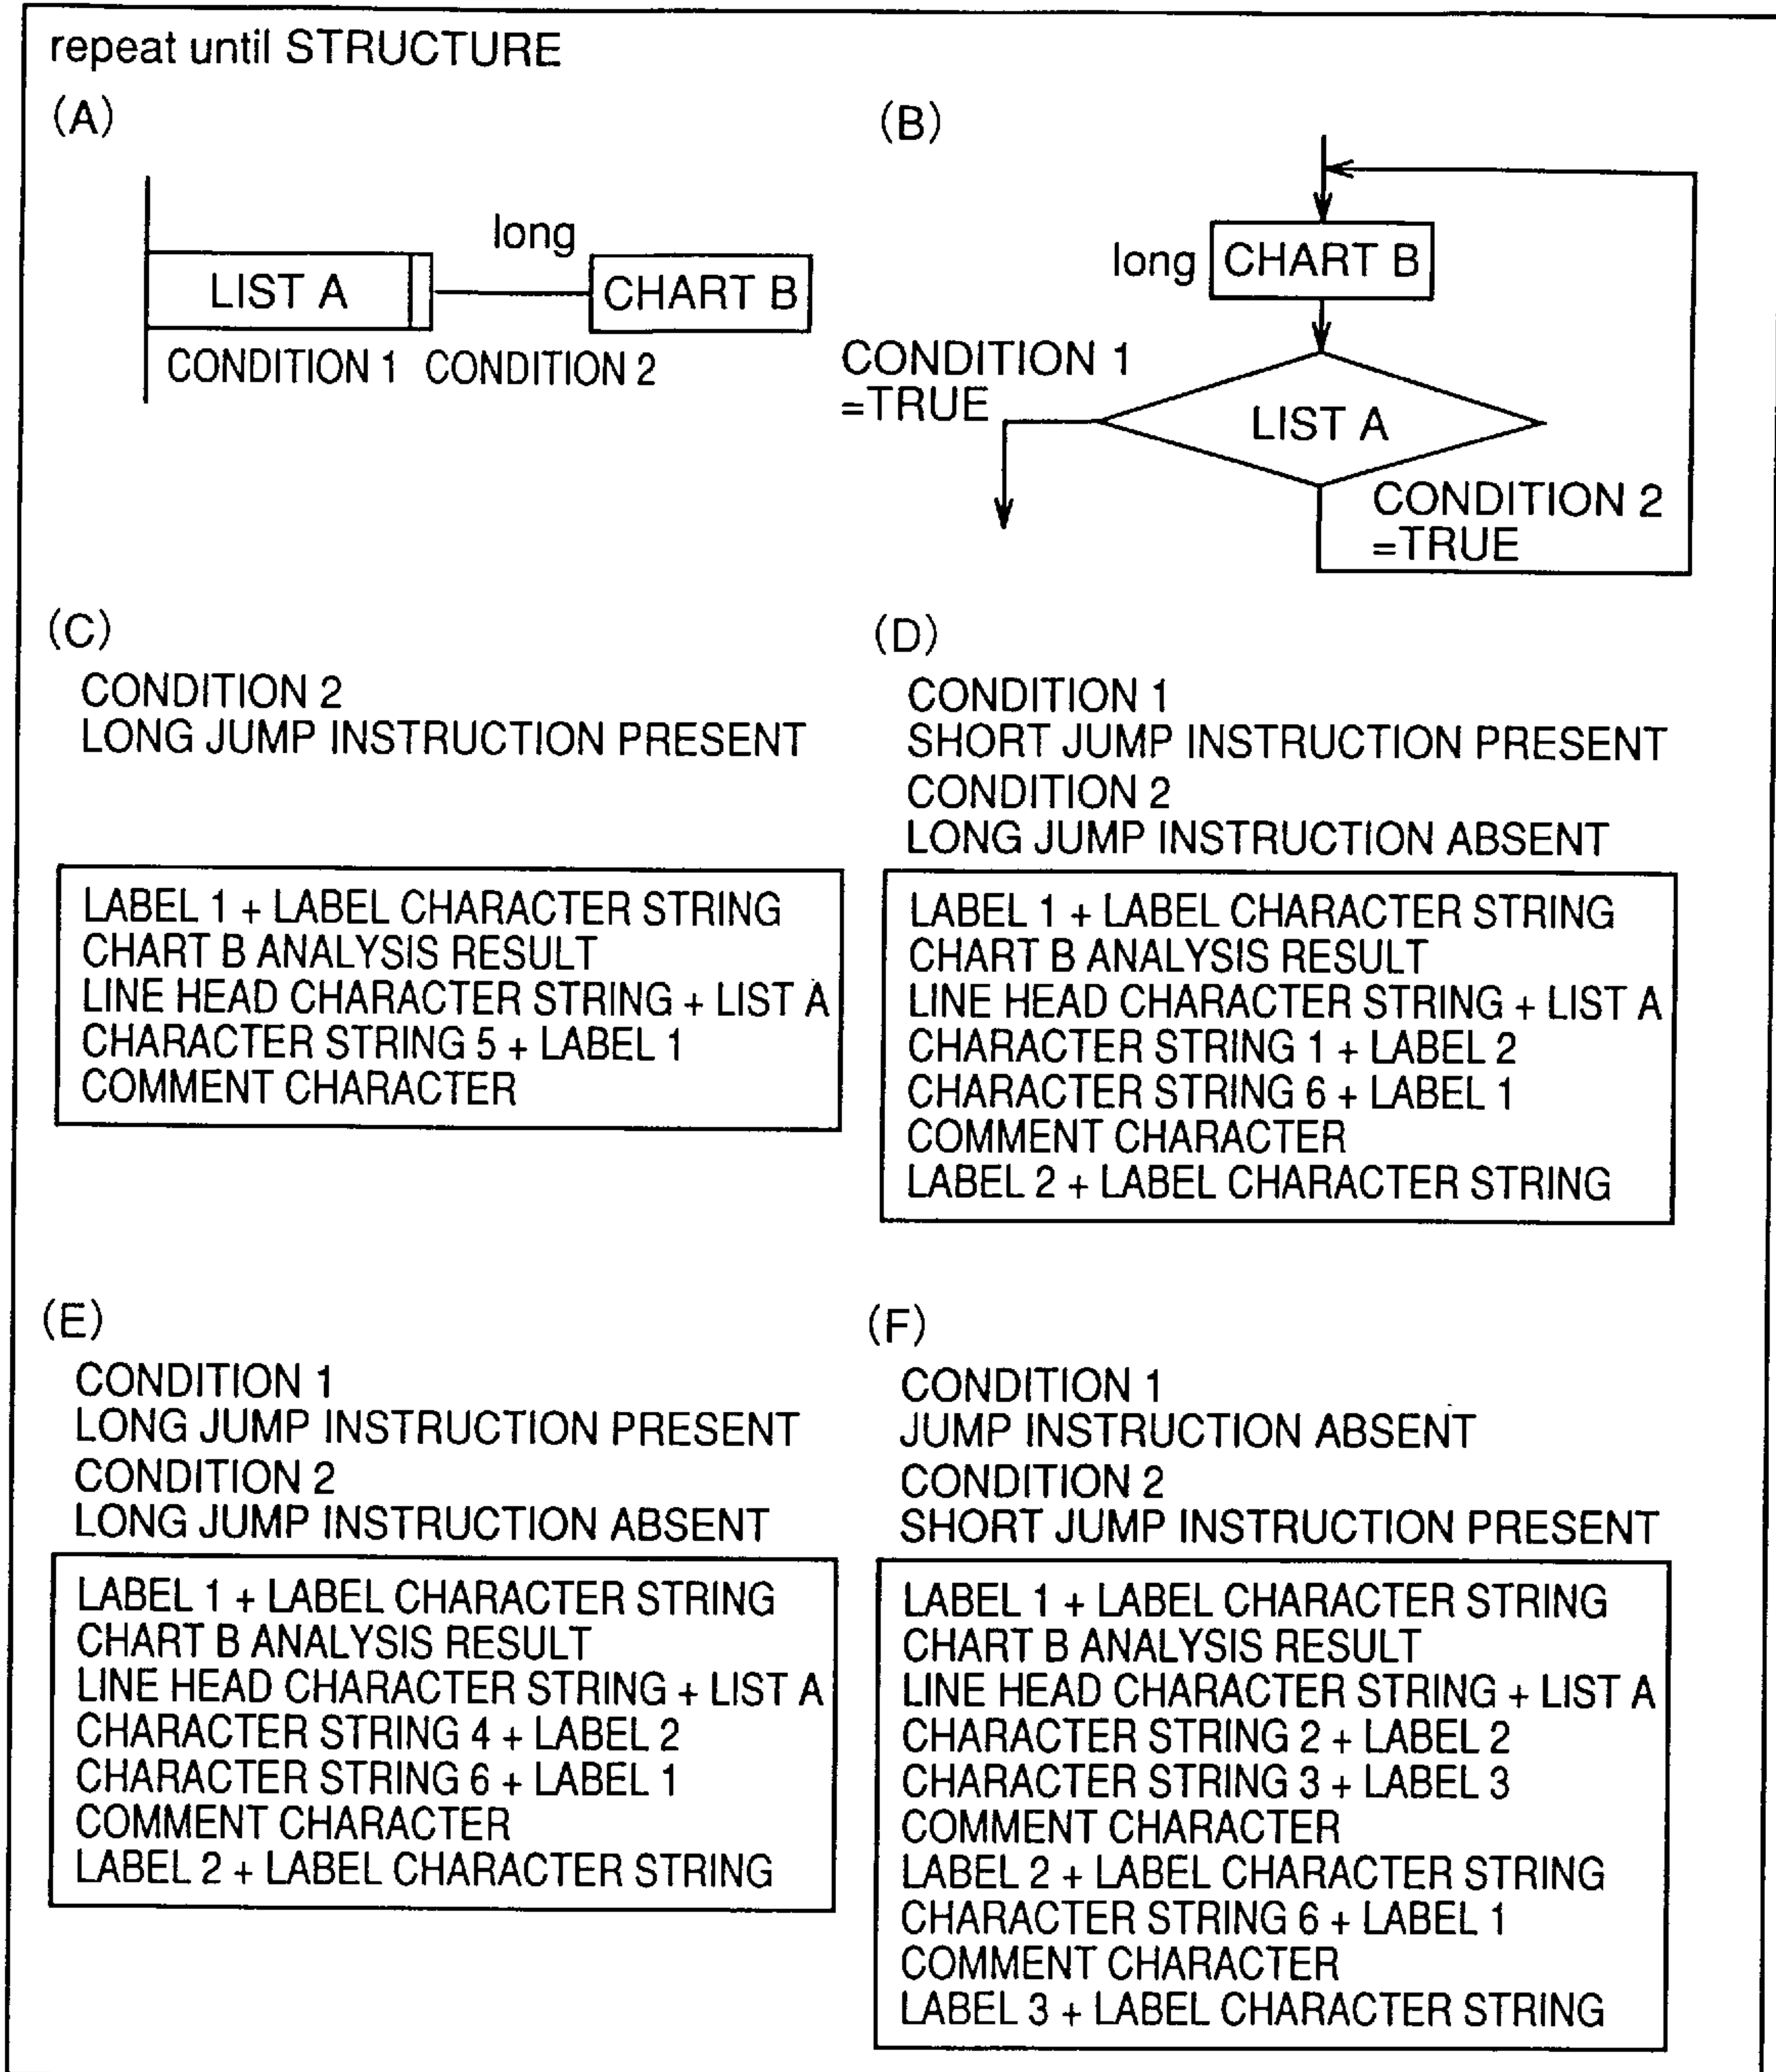 repeat until STRUCTURE
(A)
long
LIST A
CHART B
CONDITION 1 CONDITION 2
(B)
long
CHART B
CONDITION 1
=TRUE
LIST A
CONDITION 2
=TRUE
(C)
CONDITION 2
LONG JUMP INSTRUCTION PRESENT
LABEL 1 + LABEL CHARACTER STRING
CHART B ANALYSIS RESULT
LINE HEAD CHARACTER STRING + LIST A
CHARACTER STRING 5 + LABEL 1
COMMENT CHARACTER
(D)
CONDITION 1
SHORT JUMP INSTRUCTION PRESENT
CONDITION 2
LONG JUMP INSTRUCTION ABSENT
LABEL 1 + LABEL CHARACTER STRING
CHART B ANALYSIS RESULT
LINE HEAD CHARACTER STRING + LIST A
CHARACTER STRING 1 + LABEL 2
CHARACTER STRING 6 + LABEL 1
COMMENT CHARACTER
LABEL 2 + LABEL CHARACTER STRING
(E)
CONDITION 1
LONG JUMP INSTRUCTION PRESENT
CONDITION 2
LONG JUMP INSTRUCTION ABSENT
LABEL 1 + LABEL CHARACTER STRING
CHART B ANALYSIS RESULT
LINE HEAD CHARACTER STRING + LIST A
CHARACTER STRING 4 + LABEL 2
CHARACTER STRING 6 + LABEL 1
COMMENT CHARACTER
LABEL 2 + LABEL CHARACTER STRING
(F)
CONDITION 1
JUMP INSTRUCTION ABSENT
CONDITION 2
SHORT JUMP INSTRUCTION PRESENT
LABEL 1 + LABEL CHARACTER STRING
CHART B ANALYSIS RESULT
LINE HEAD CHARACTER STRING + LIST A
CHARACTER STRING 2 + LABEL 2
CHARACTER STRING 3 + LABEL 3
COMMENT CHARACTER
LABEL 2 + LABEL CHARACTER STRING
CHARACTER STRING 6 + LABEL 1
COMMENT CHARACTER
LABEL 3 + LABEL CHARACTER STRING